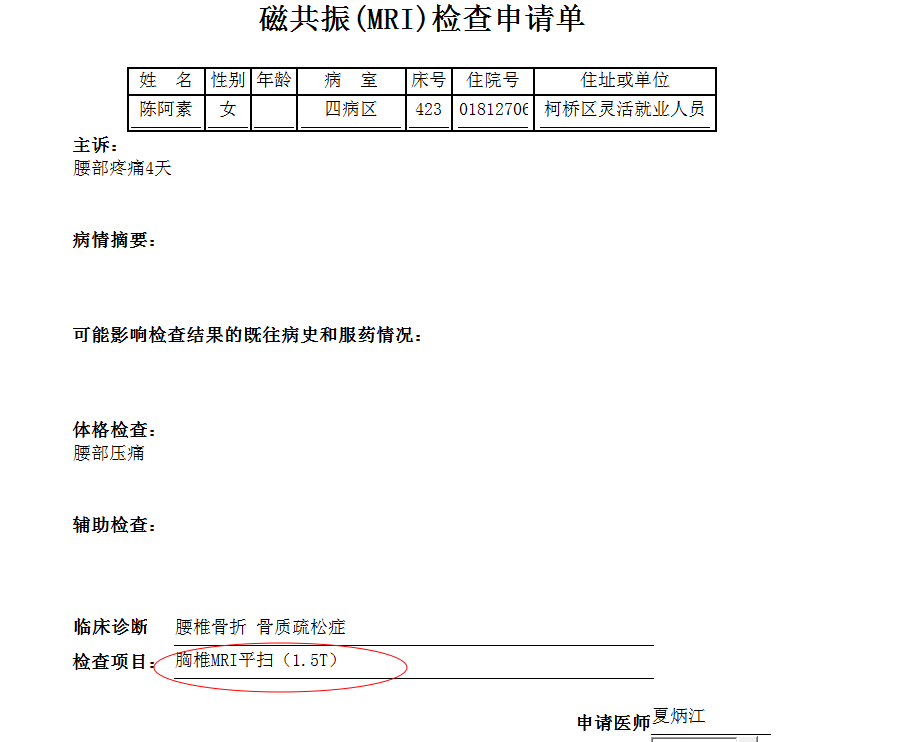 磁共振(MRI)检查申请单
姓 名 性别 年龄 病 室 床号 住院号 住址或单位
陈阿素 女 四病区 423 01812706 柯桥区灵活就业人员
主诉:
腰部疼痛4天
病情摘要:
可能影响检查结果的既往病史和服药情况:
体格检查:
腰部压痛
辅助检查:
临床诊断 腰椎骨折 骨质疏松症
检查项目: 胸椎MRI平扫(1.5T)
申请医师 夏炳江